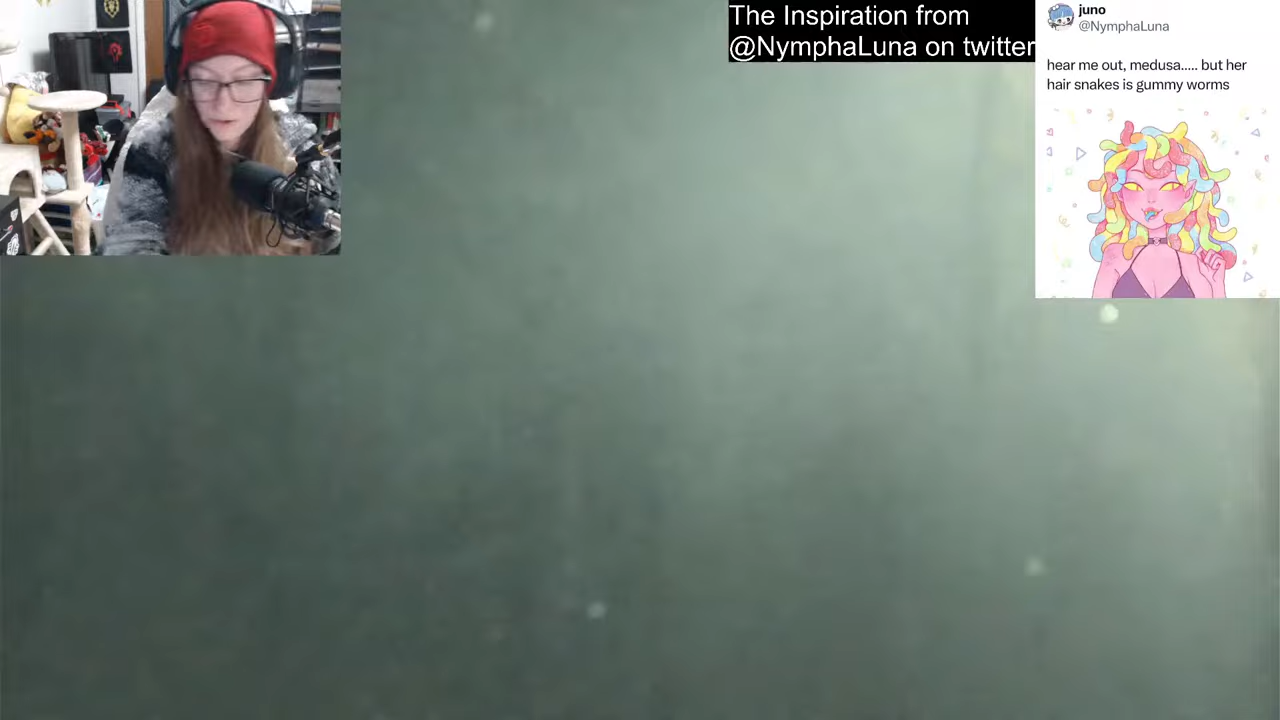 The Inspiration from
@NymphaLuna on twitter
juno
@NymphaLuna
hear me out, medusa..... but her
hair snakes is gummy worms